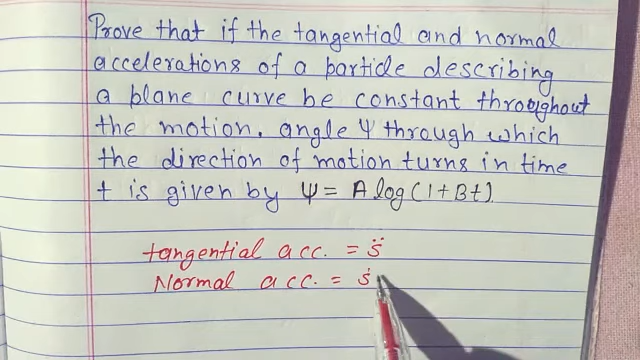 Prove that if the tangential and normal
accelerations of a particle describing
a plane curve be constant throughout
the motion. angle Ψ through which
the direction of motion turns in time
t is given by Ψ = A log(1+Bt)
tangential acc. = s̈
Normal acc. = ṡ